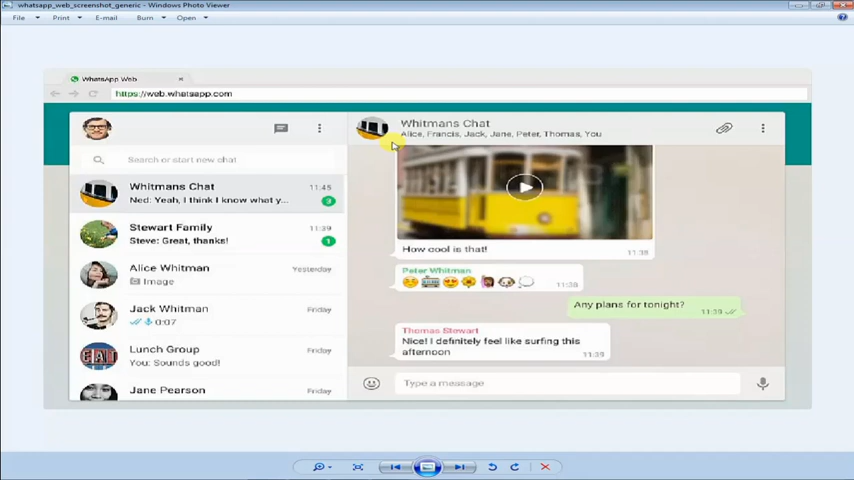 whatsapp_web_screenshot_generic - Windows Photo Viewer
File Print E-mail Burn Open
WhatsApp Web
https://web.whatsapp.com
Search or start new chat
Whitmans Chat 11:45
Ned: Yeah, I think I know what y... 3
Stewart Family 11:39
Steve: Great, thanks! 1
Alice Whitman Yesterday
Image
Jack Whitman Friday
0:07
Lunch Group Friday
You: Sounds good!
Jane Pearson Friday
Whitmans Chat
Alice, Francis, Jack, Jane, Peter, Thomas, You
How cool is that!
11:38
Peter Whitman
11:38
Any plans for tonight?
11:39
Thomas Stewart
Nice! I definitely feel like surfing this
afternoon
11:39
Type a message
EAT